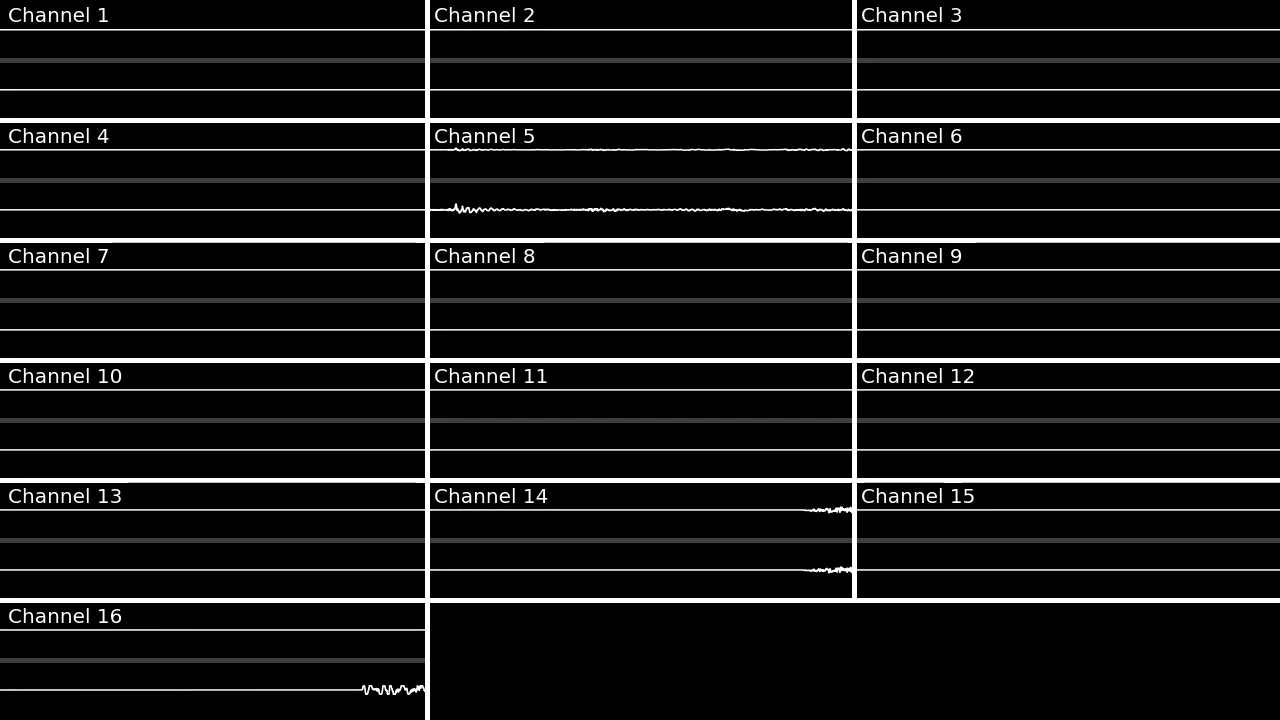 Channel 1
Channel 2
Channel 3
Channel 4
Channel 5
Channel 6
Channel 7
Channel 8
Channel 9
Channel 10
Channel 11
Channel 12
Channel 13
Channel 14
Channel 15
Channel 16